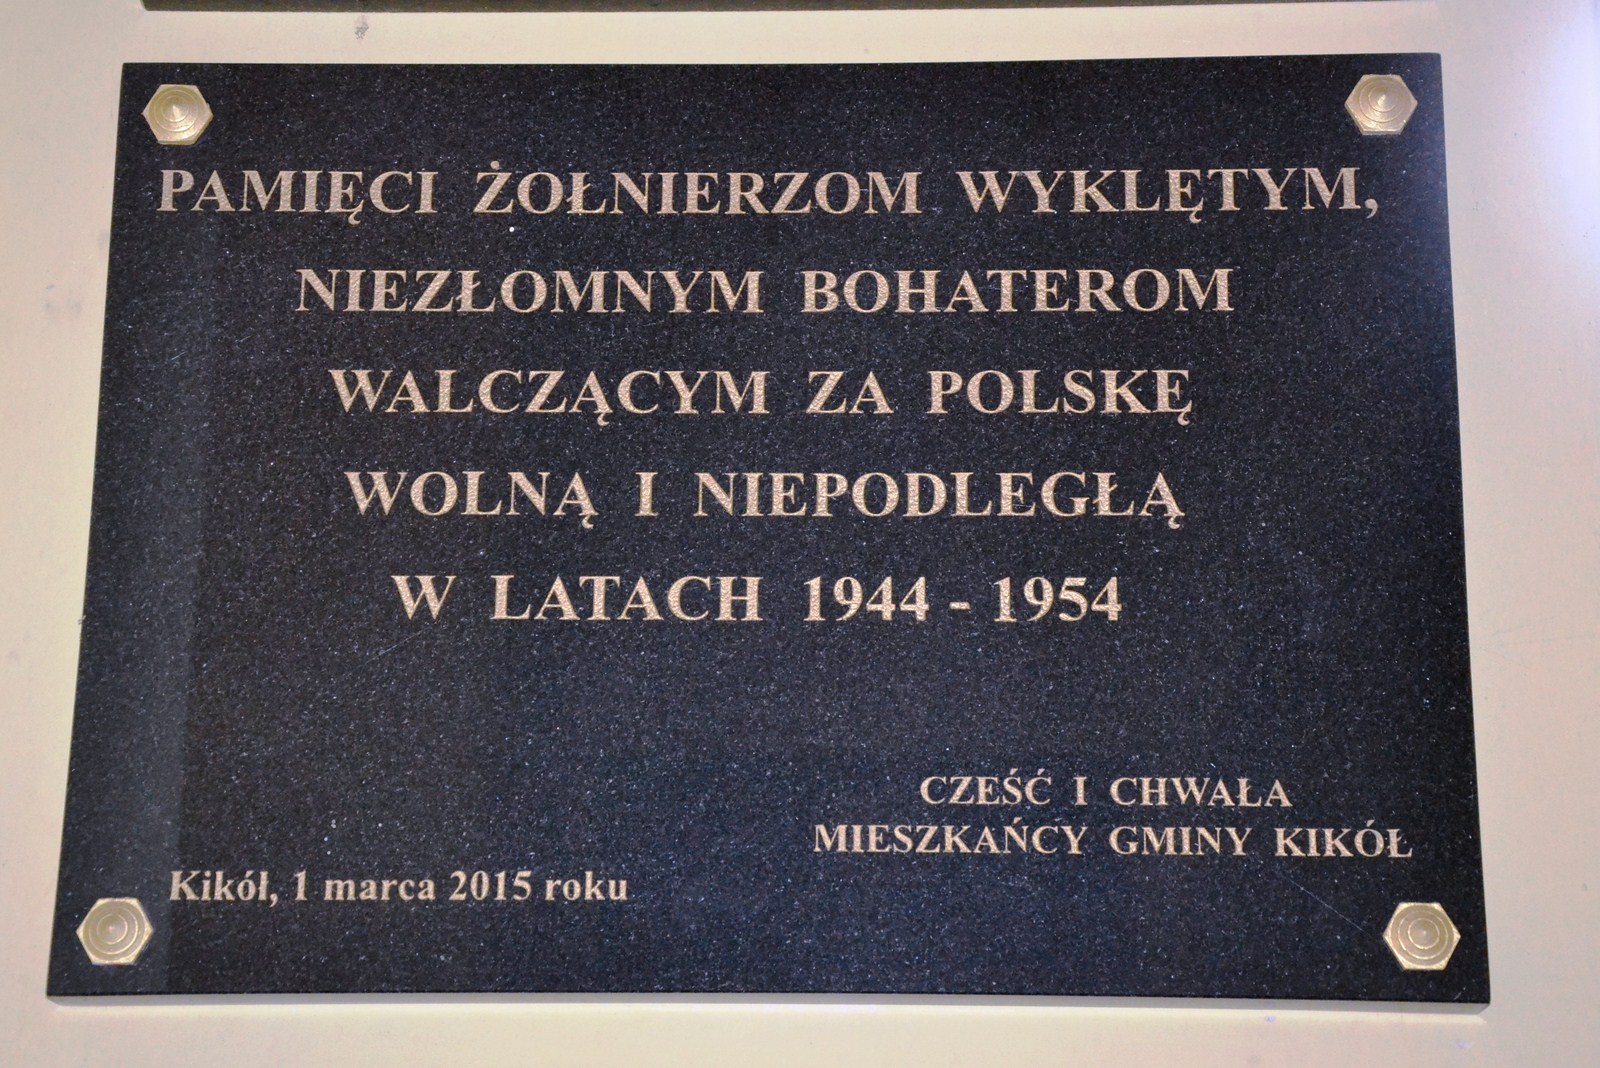 PAMIĘCI ŻOŁNIERZOM WYKLĘTYM,
NIEZŁOMNYM BOHATEROM
WALCZĄCYM ZA POLSKĘ
WOLNĄ I NIEPODLEGŁĄ
W LATACH 1944 - 1954
CZEŚĆ I CHWAŁA
MIESZKAŃCY GMINY KIKÓŁ
Kikół, 1 marca 2015 roku